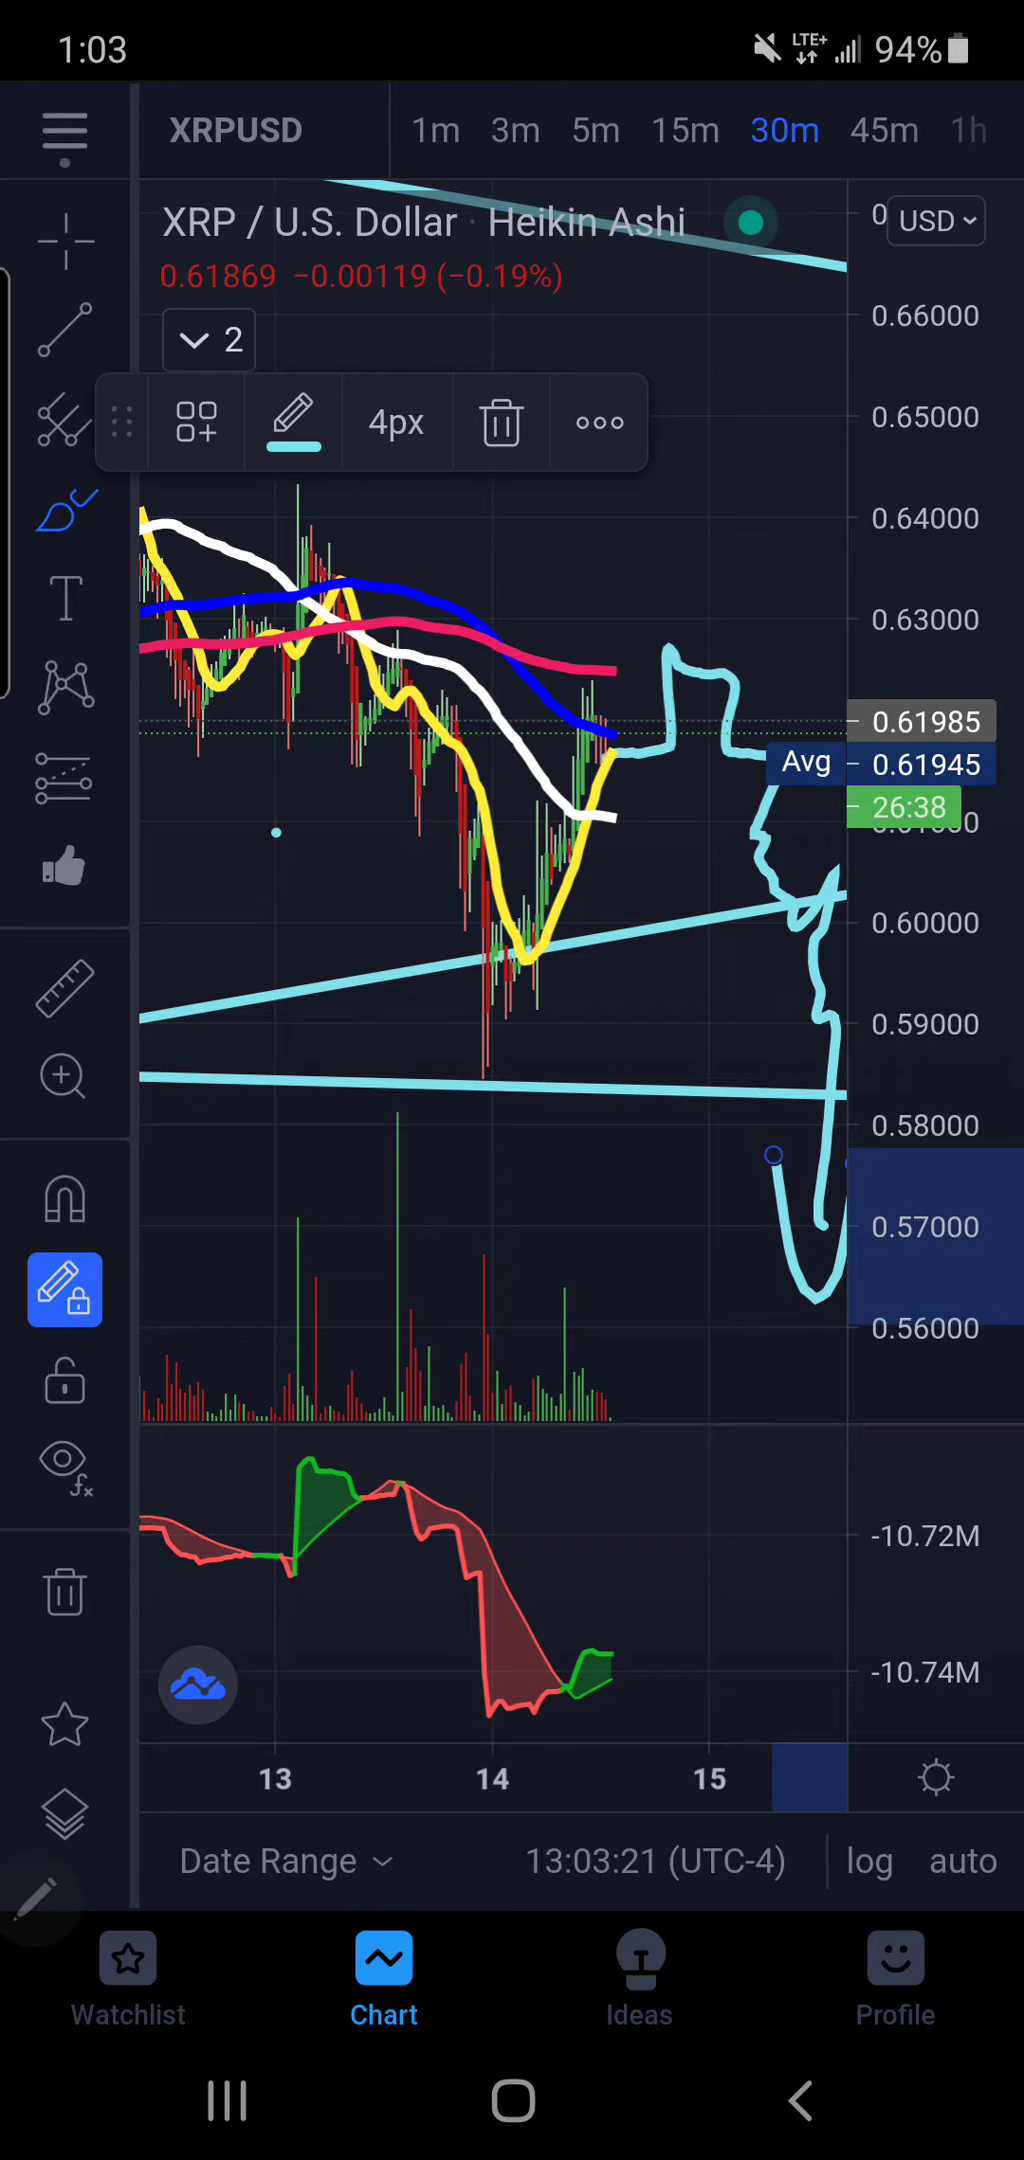 1:03 LTE+ 94%
XRPUSD 1m 3m 5m 15m 30m 45m 1h
XRP / U.S. Dollar · Heikin Ashi USD
0.61869 −0.00119 (−0.19%)
2
0.66000
4px
0.65000
0.64000
0.63000
0.61985
Avg 0.61945
26:38
0.60000
0.59000
0.58000
0.57000
0.56000
-10.72M
-10.74M
13 14 15
Date Range 13:03:21 (UTC-4) log auto
Watchlist Chart Ideas Profile